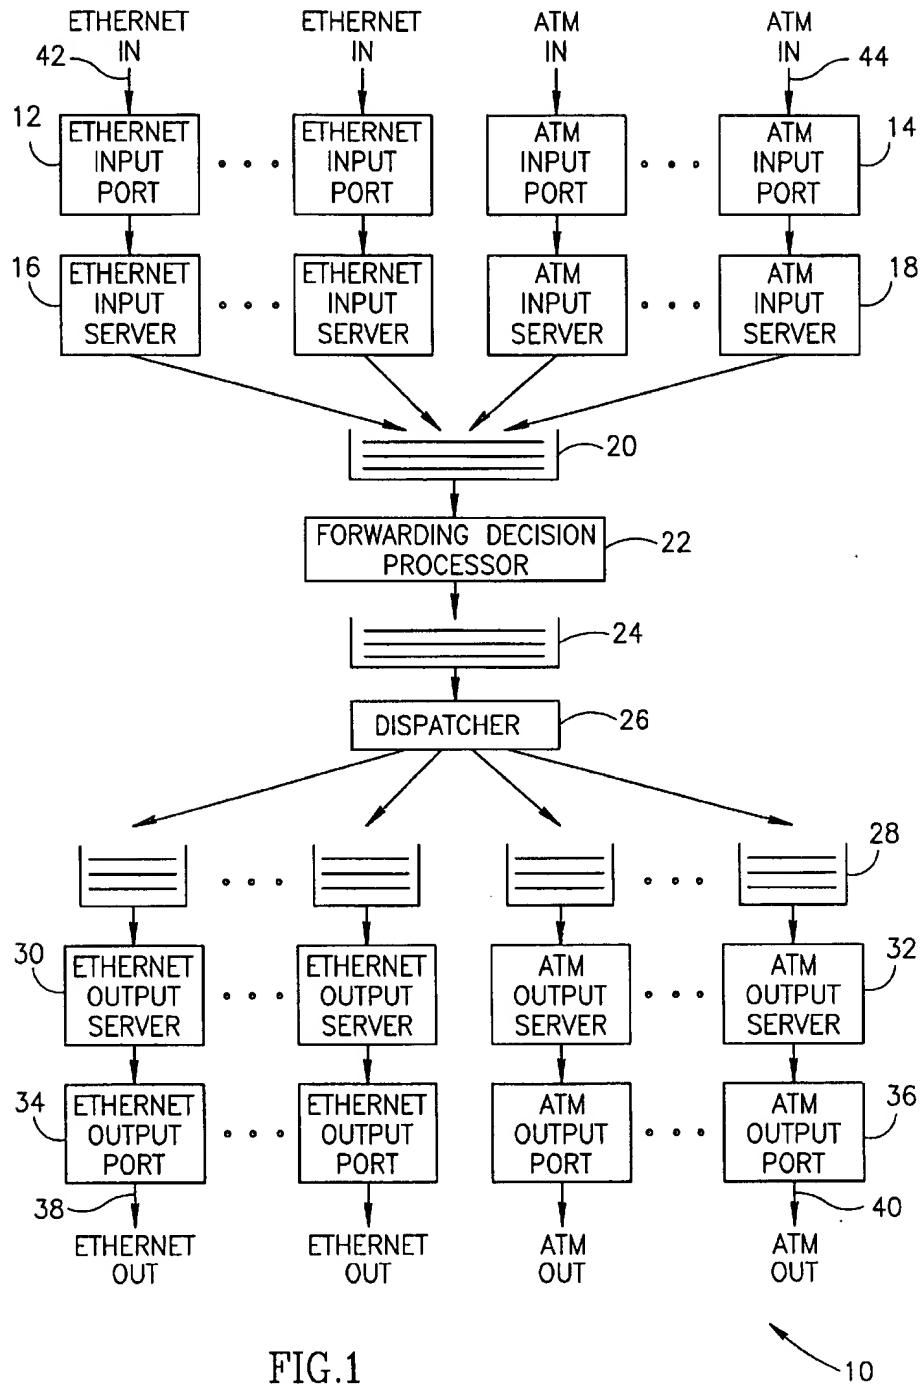 ETHERNET IN
ETHERNET IN
ATM IN
ATM IN
42
44
12
ETHERNET INPUT PORT
ETHERNET INPUT PORT
ATM INPUT PORT
ATM INPUT PORT
14
16
ETHERNET INPUT SERVER
ETHERNET INPUT SERVER
ATM INPUT SERVER
ATM INPUT SERVER
18
20
FORWARDING DECISION
PROCESSOR
22
24
DISPATCHER
26
28
30
ETHERNET OUTPUT SERVER
ETHERNET OUTPUT SERVER
ATM OUTPUT SERVER
ATM OUTPUT SERVER
32
34
ETHERNET OUTPUT PORT
ETHERNET OUTPUT PORT
ATM OUTPUT PORT
ATM OUTPUT PORT
36
38
40
ETHERNET OUT
ETHERNET OUT
ATM OUT
ATM OUT
10
FIG.1